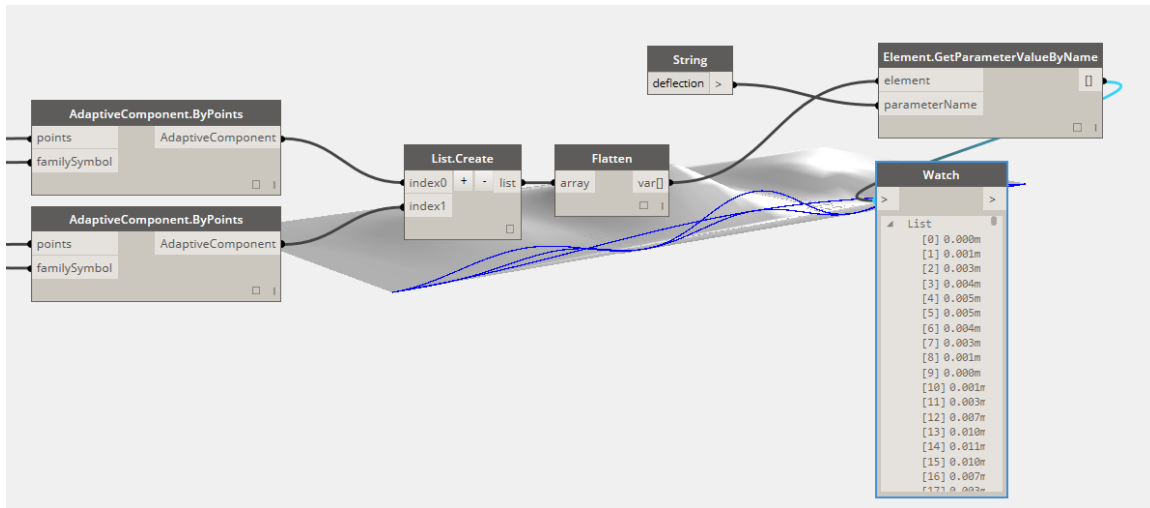 String
deflection >
Element.GetParameterValueByName
element []
parameterName
AdaptiveComponent.ByPoints
points AdaptiveComponent
familySymbol
List.Create
index0 + - list
index1
Flatten
array var[]
Watch
> >
List
[0] 0.000m
[1] 0.001m
[2] 0.003m
[3] 0.004m
[4] 0.005m
[5] 0.005m
[6] 0.004m
[7] 0.003m
[8] 0.001m
[9] 0.000m
[10] 0.001m
[11] 0.003m
[12] 0.007m
[13] 0.010m
[14] 0.011m
[15] 0.010m
[16] 0.007m
[17] 0.003m
AdaptiveComponent.ByPoints
points AdaptiveComponent
familySymbol